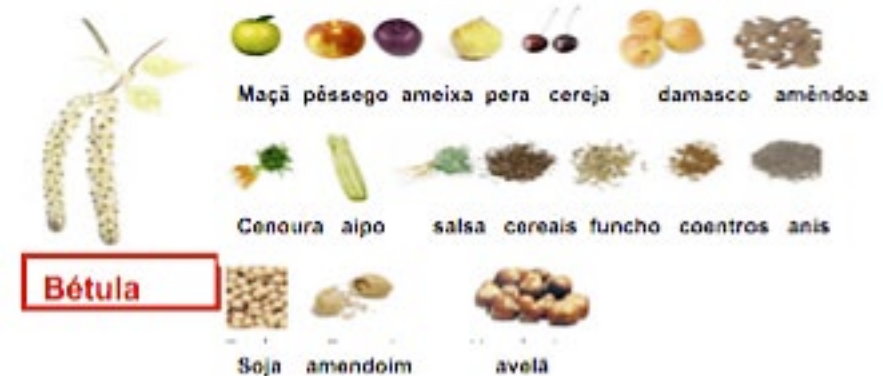 Maçã pêssego ameixa pera cereja damasco amêndoa
Cenoura aipo salsa cereais funcho coentros anis
Bétula
Soja amendoim avelã